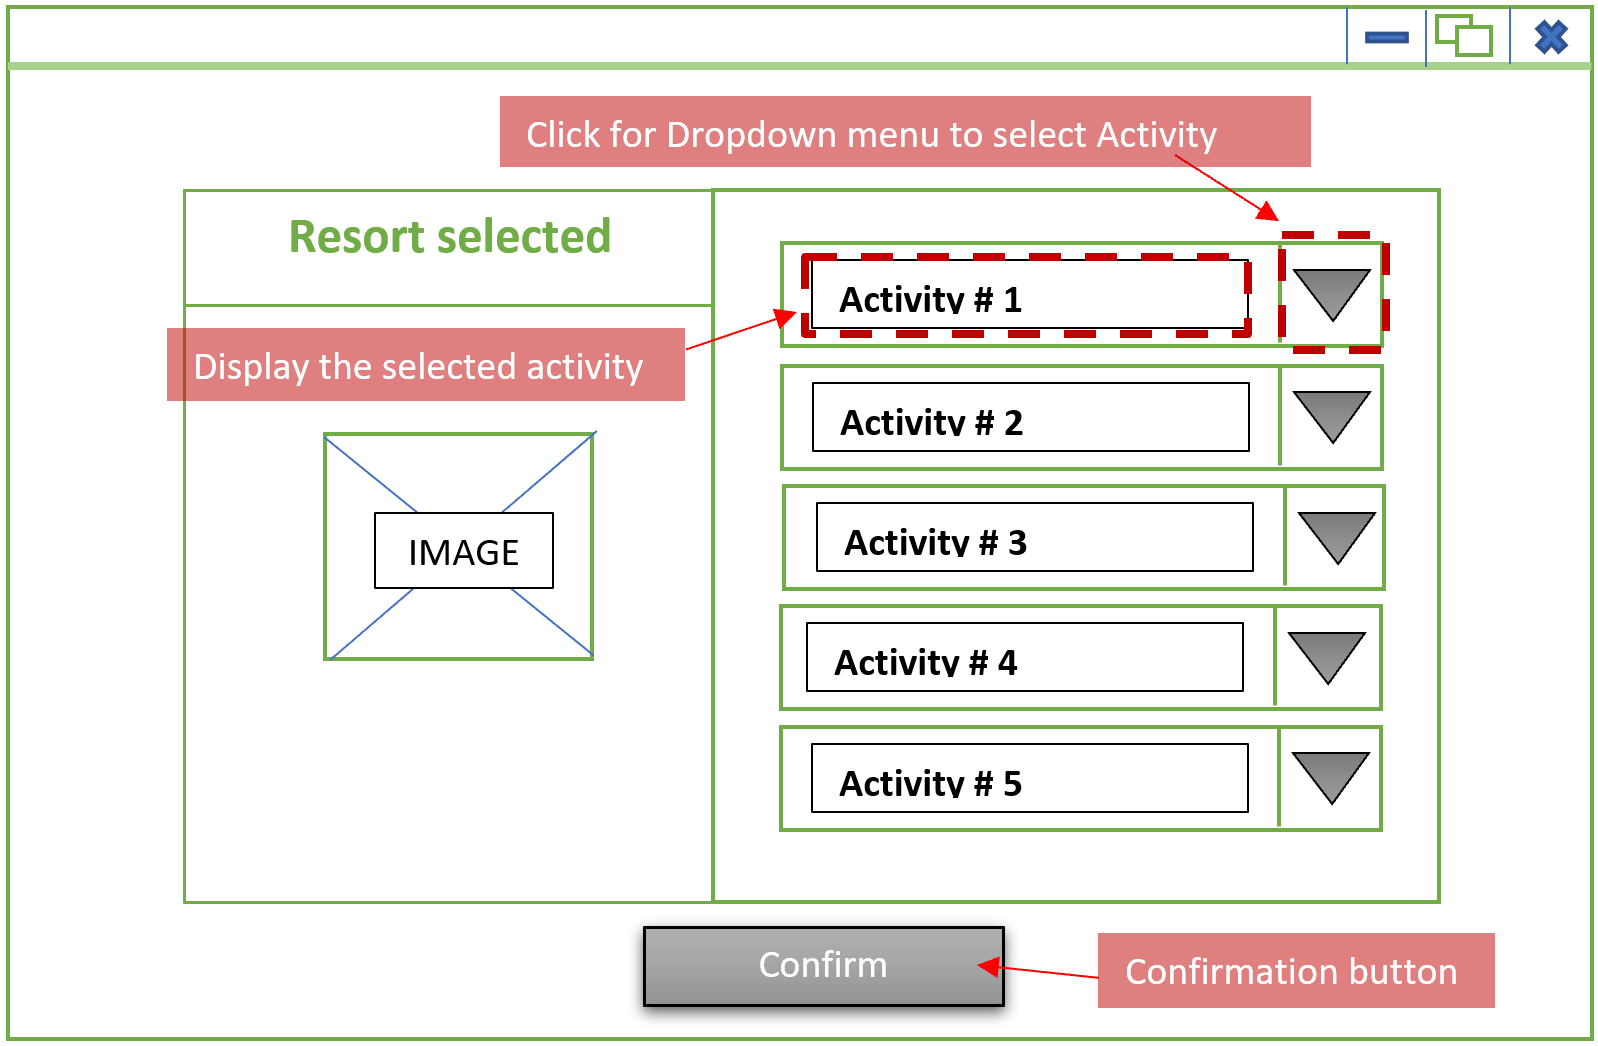 Click for Dropdown menu to select Activity
Resort selected
Activity # 1
Display the selected activity
Activity # 2
IMAGE
Activity # 3
Activity # 4
Activity # 5
Confirm
Confirmation button